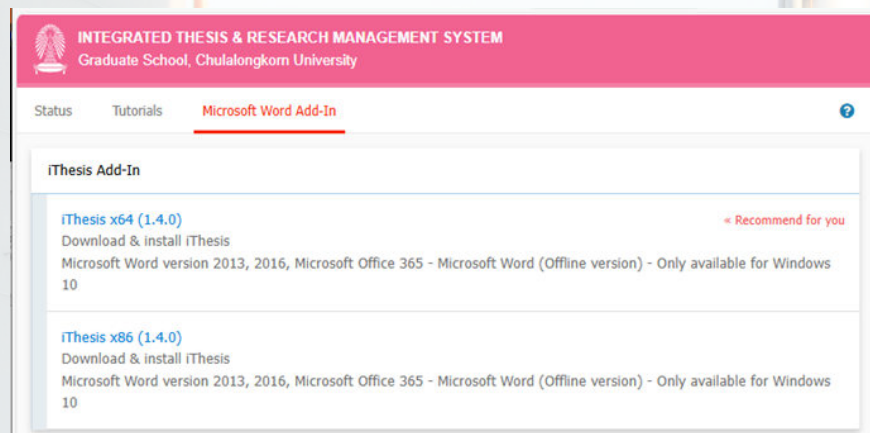 INTEGRATED THESIS & RESEARCH MANAGEMENT SYSTEM
Graduate School, Chulalongkorn University
Status Tutorials Microsoft Word Add-In
iThesis Add-In
iThesis x64 (1.4.0) « Recommend for you
Download & install iThesis
Microsoft Word version 2013, 2016, Microsoft Office 365 - Microsoft Word (Offline version) - Only available for Windows
10
iThesis x86 (1.4.0)
Download & install iThesis
Microsoft Word version 2013, 2016, Microsoft Office 365 - Microsoft Word (Offline version) - Only available for Windows
10